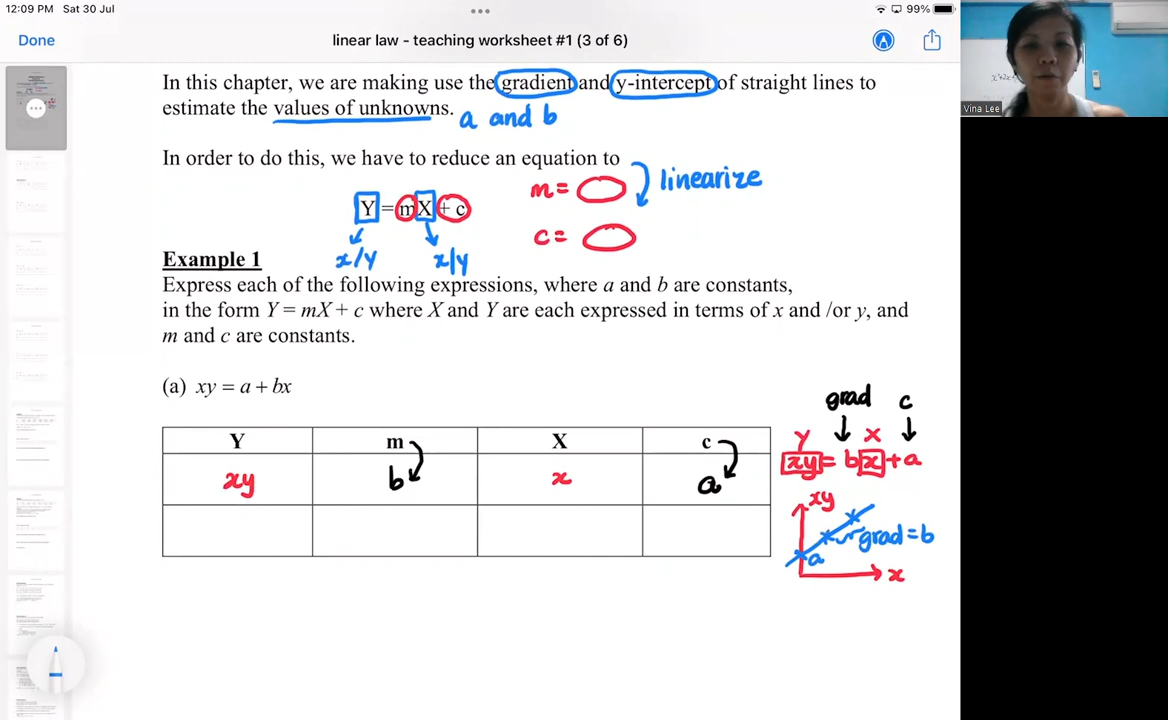 12:09 PM Sat 30 Jul
99%
Done
linear law - teaching worksheet #1 (3 of 6)
Vina Lee
In this chapter, we are making use the gradient and y-intercept of straight lines to
estimate the values of unknowns. a and b
In order to do this, we have to reduce an equation to
linearize
m =
Y = mX + c
c =
x/y x/y
Example 1
Express each of the following expressions, where a and b are constants,
in the form Y = mX + c where X and Y are each expressed in terms of x and /or y, and
m and c are constants.
(a) xy = a + bx
grad c
Y X
Y m X c
xy = bx + a
xy b x a
xy
grad = b
a
x